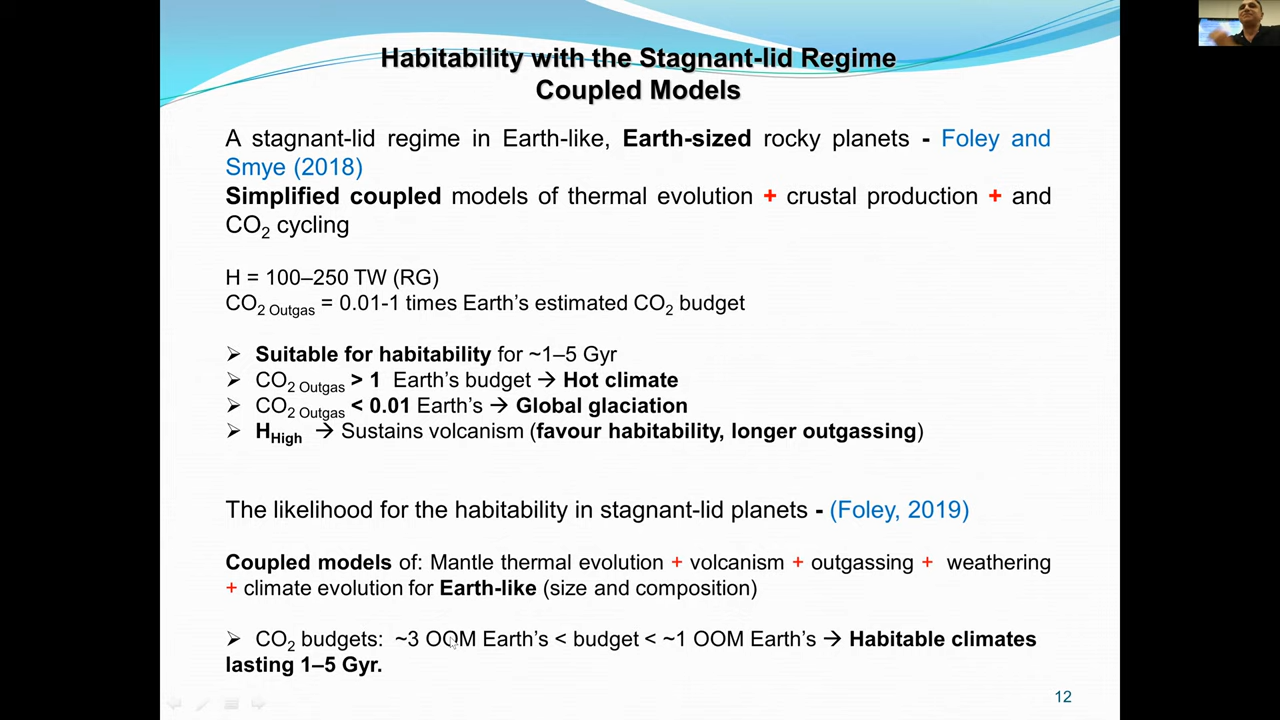 Habitability with the Stagnant-lid Regime
Coupled Models
A stagnant-lid regime in Earth-like, Earth-sized rocky planets - Foley and
Smye (2018)
Simplified coupled models of thermal evolution + crustal production + and
CO₂ cycling
H = 100–250 TW (RG)
CO₂ Outgas = 0.01-1 times Earth's estimated CO₂ budget
➢ Suitable for habitability for ~1–5 Gyr
➢ CO₂ Outgas > 1 Earth's budget → Hot climate
➢ CO₂ Outgas < 0.01 Earth's → Global glaciation
➢ H High → Sustains volcanism (favour habitability, longer outgassing)
The likelihood for the habitability in stagnant-lid planets - (Foley, 2019)
Coupled models of: Mantle thermal evolution + volcanism + outgassing + weathering
+ climate evolution for Earth-like (size and composition)
➢ CO₂ budgets: ~3 OOM Earth's < budget < ~1 OOM Earth's → Habitable climates
lasting 1–5 Gyr.
12